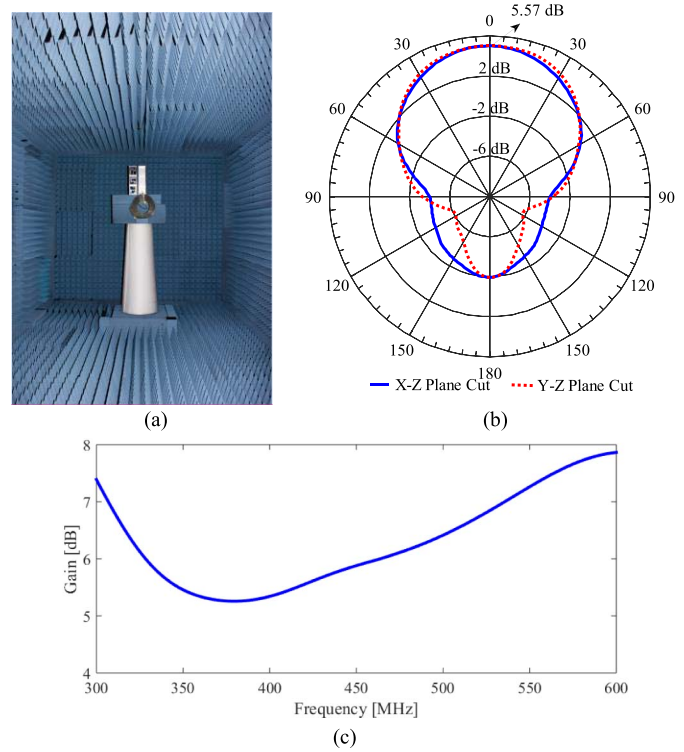 0
5.57 dB
30
30
2 dB
60
60
-2 dB
-6 dB
90
90
120
120
150
150
180
X-Z Plane Cut
Y-Z Plane Cut
(a)
(b)
8
7
6
5
4
Gain [dB]
300
350
400
450
500
550
600
Frequency [MHz]
(c)